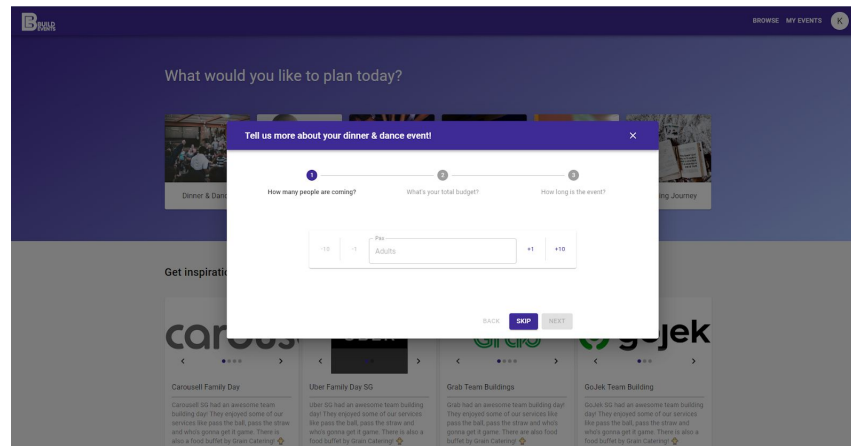 BUILD
EVENTS
BROWSE MY EVENTS K
What would you like to plan today?
Tell us more about your dinner & dance event!
1 2 3
How many people are coming? What's your total budget? How long is the event?
Dinner & Danc
ng Journey
-10 -1 Pax Adults +1 +10
Get inspiratio
BACK SKIP NEXT
gojek
Carousell Family Day
Uber Family Day SG
Grab Team Buildings
GoJek Team Building
Carousell SG had an awesome team
building day! They enjoyed some of our services
like pass the ball, pass the straw
and who's gonna get it game. There is
also a food buffet by Grain Catering!
Uber SG had an awesome team building
day! They enjoyed some of our services
like pass the ball, pass the straw and
who's gonna get it game. There is also a
food buffet by Grain Catering!
Grab had an awesome team building day!
They enjoyed some of our services like
pass the ball, pass the straw and who's
gonna get it game. There are also food
buffet by Grain Catering!
GoJek SG had an awesome team building
day! They enjoyed some of our services
like pass the ball, pass the straw and
who's gonna get it game. There is also a
food buffet by Grain Catering!